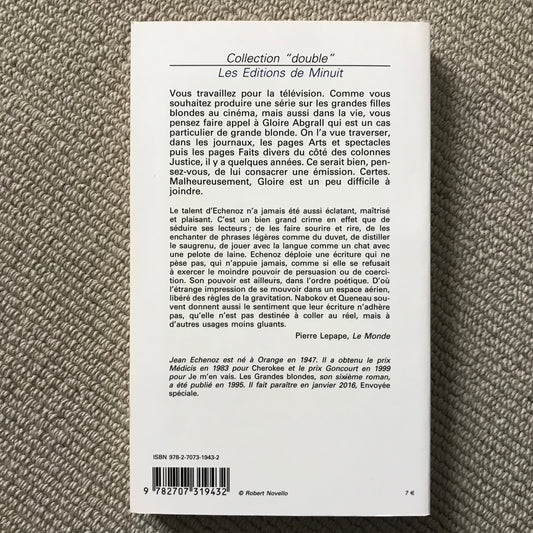 Collection "double"
Les Editions de Minuit
Vous travaillez pour la télévision. Comme vous
souhaitez produire une série sur les grandes filles
blondes au cinéma, mais aussi dans la vie, vous
pensez faire appel à Gloire Abgrall qui est un cas
particulier de grande blonde. On l'a vue traverser,
dans les journaux, les pages Arts et spectacles
puis les pages Faits divers du côté des colonnes
Justice, il y a quelques années. Ce serait bien, pen-
sez-vous, de lui consacrer une émission. Certes.
Malheureusement, Gloire est un peu difficile à
joindre.
Le talent d'Echenoz n'a jamais été aussi éclatant, maîtrisé
et plaisant. C'est un bien grand crime en effet que de
séduire ses lecteurs ; de les faire sourire et rire, de les
enchanter de phrases légères comme du duvet, de distiller
le saugrenu, de jouer avec la langue comme un chat avec
une pelote de laine. Echenoz déploie une écriture qui ne
pèse pas, qui n'appuie jamais, comme si elle se refusait
à exercer le moindre pouvoir de persuasion ou de coerci-
tion. Son pouvoir est ailleurs, dans l'ordre poétique. D'où
l'étrange impression de se mouvoir dans un espace aérien,
libéré des règles de la gravitation. Nabokov et Queneau sou-
vent donnent aussi le sentiment que leur écriture n'adhère
pas, qu'elle n'est pas destinée à coller au réel, mais à
d'autres usages moins gluants.
Pierre Lepape, Le Monde
Jean Echenoz est né à Orange en 1947. Il a obtenu le prix
Médicis en 1983 pour Cherokee et le prix Goncourt en 1999
pour Je m'en vais. Les Grandes blondes, son sixième roman,
a été publié en 1995. Il fait paraître en janvier 2016, Envoyée
spéciale.
ISBN 978-2-7073-1943-2
9 782707 319432
© Robert Novello
7 €